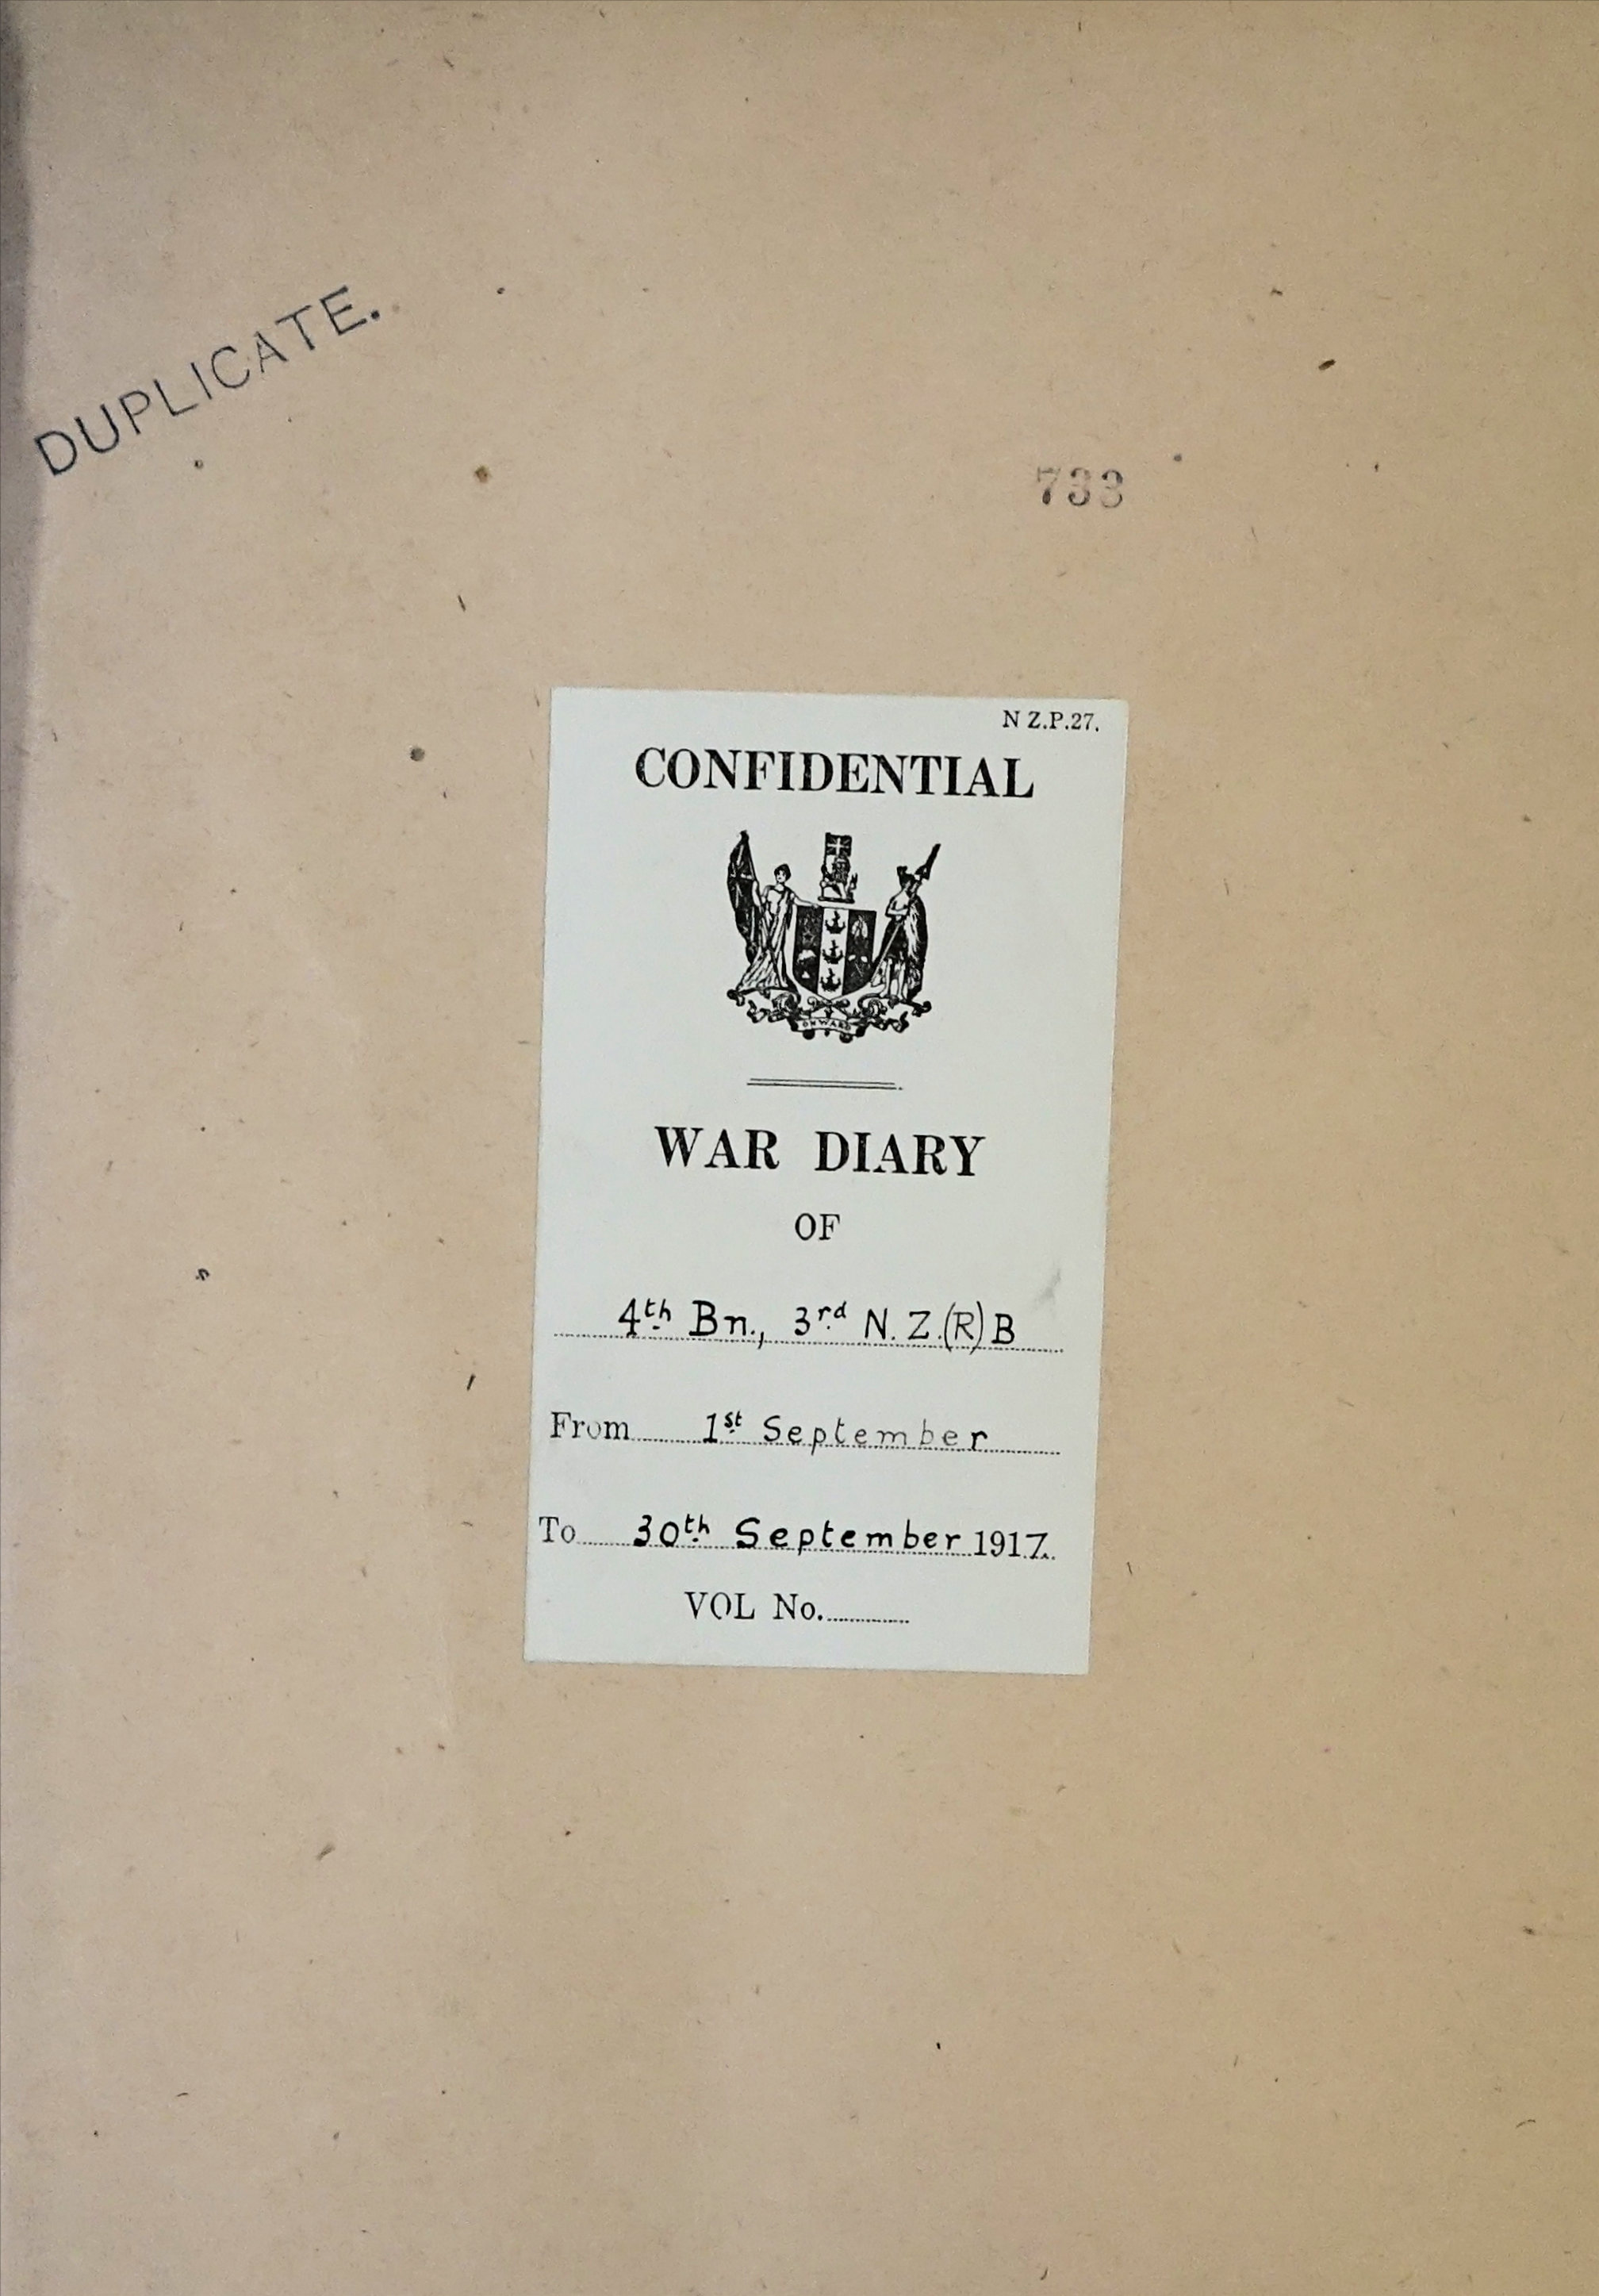 DUPLICATE.
733
N Z.P.27.
CONFIDENTIAL
ONWARD
WAR DIARY
OF
4th Bn., 3rd N. Z. (R) B
From 1st September
To 30th September 1917.
VOL No.